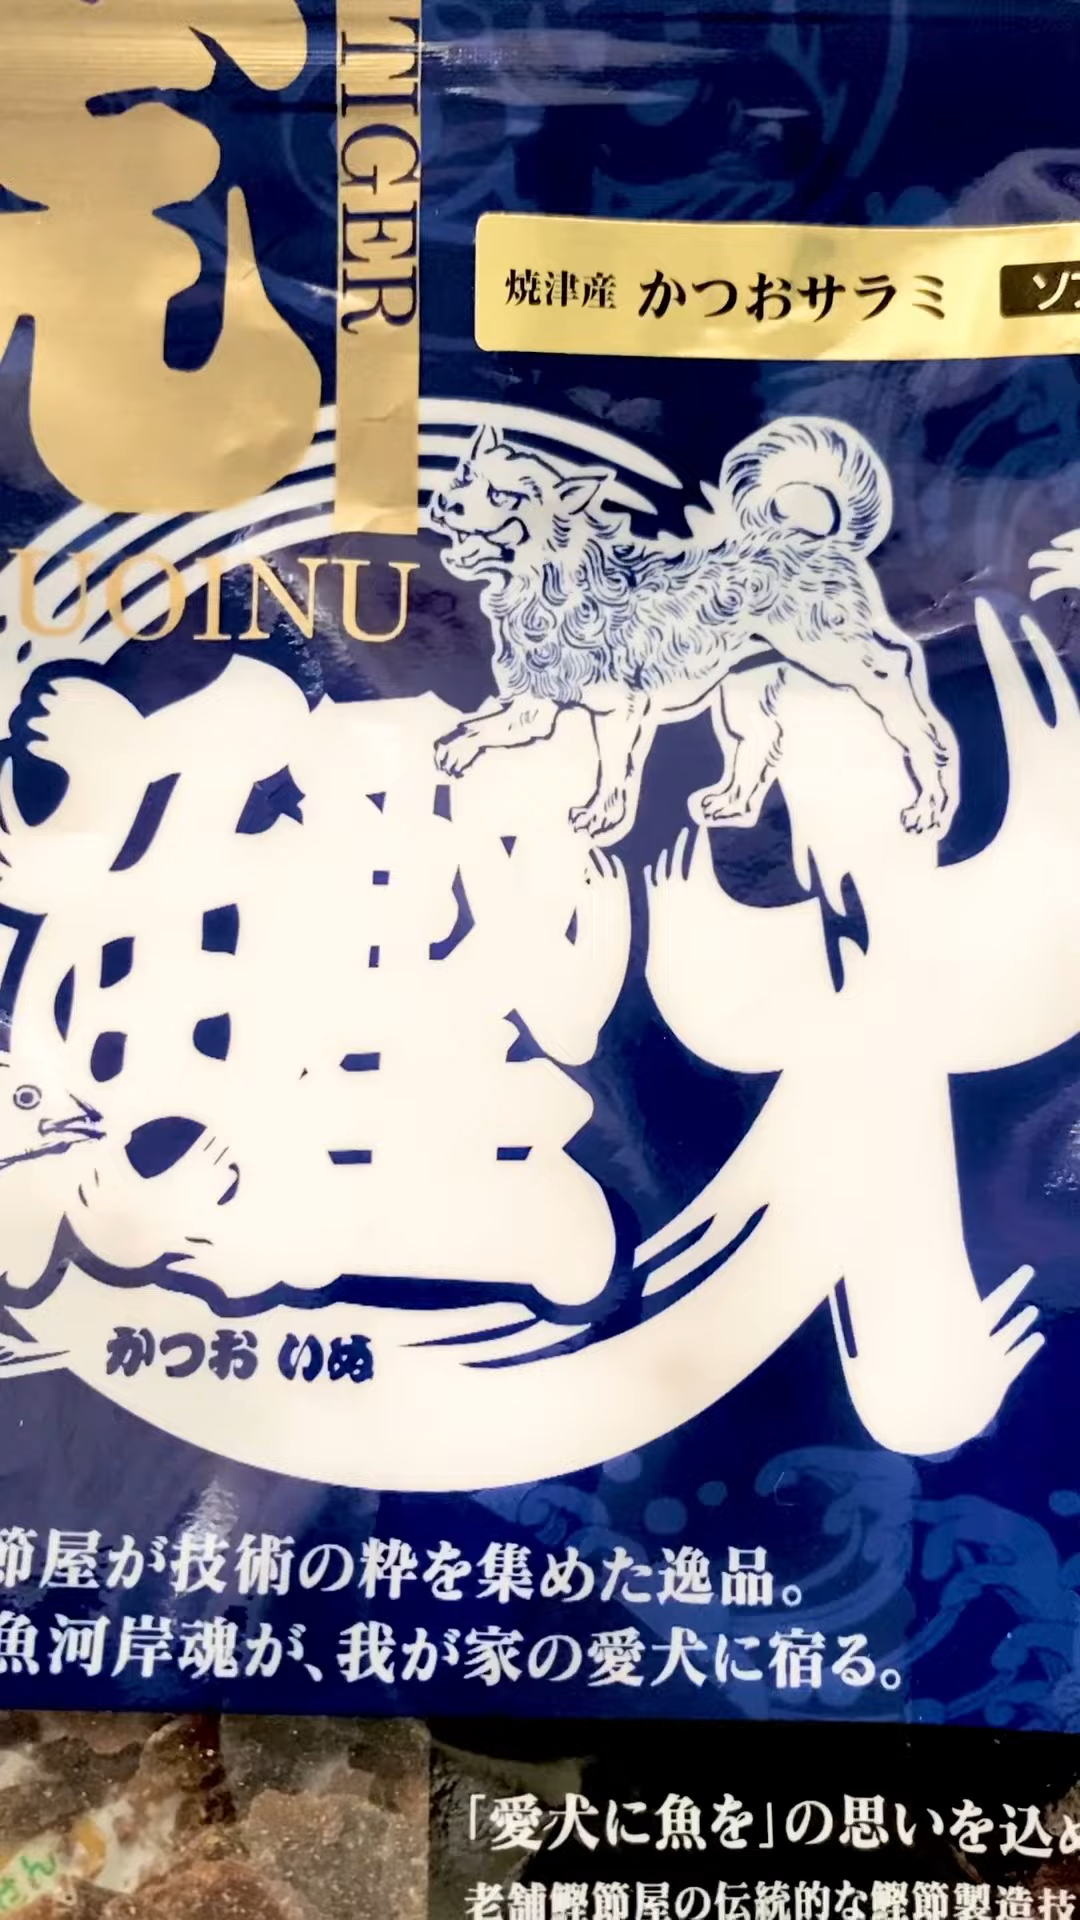 TIGER
焼津産 かつおサラミ
UOINU
鰹犬
かつお いぬ
節屋が技術の粋を集めた逸品。
魚河岸魂が、我が家の愛犬に宿る。
「愛犬に魚を」の思いを込め
老舗鰹節屋の伝統的な鰹節製造技